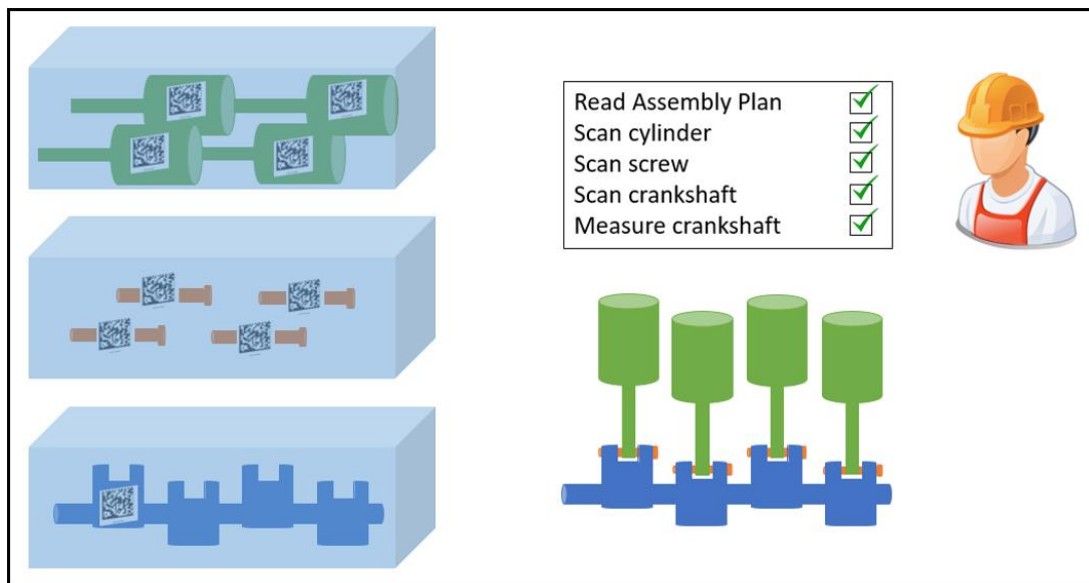 Read Assembly Plan
Scan cylinder
Scan screw
Scan crankshaft
Measure crankshaft